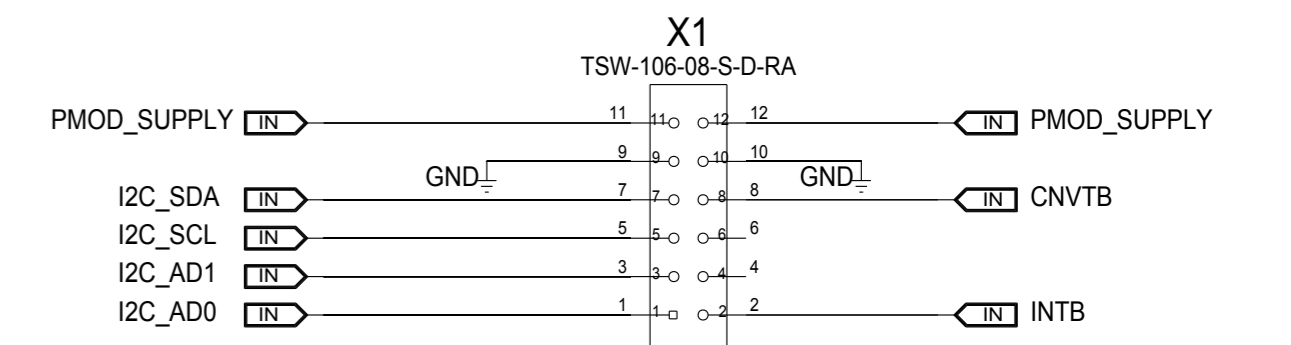 X1
TSW-106-08-S-D-RA
PMOD_SUPPLY IN 11 11 12 12 IN PMOD_SUPPLY
9 9 10 10
GND GND
I2C_SDA IN 7 7 8 8 IN CNVTB
I2C_SCL IN 5 5 6 6
I2C_AD1 IN 3 3 4 4
I2C_AD0 IN 1 1 2 2 IN INTB